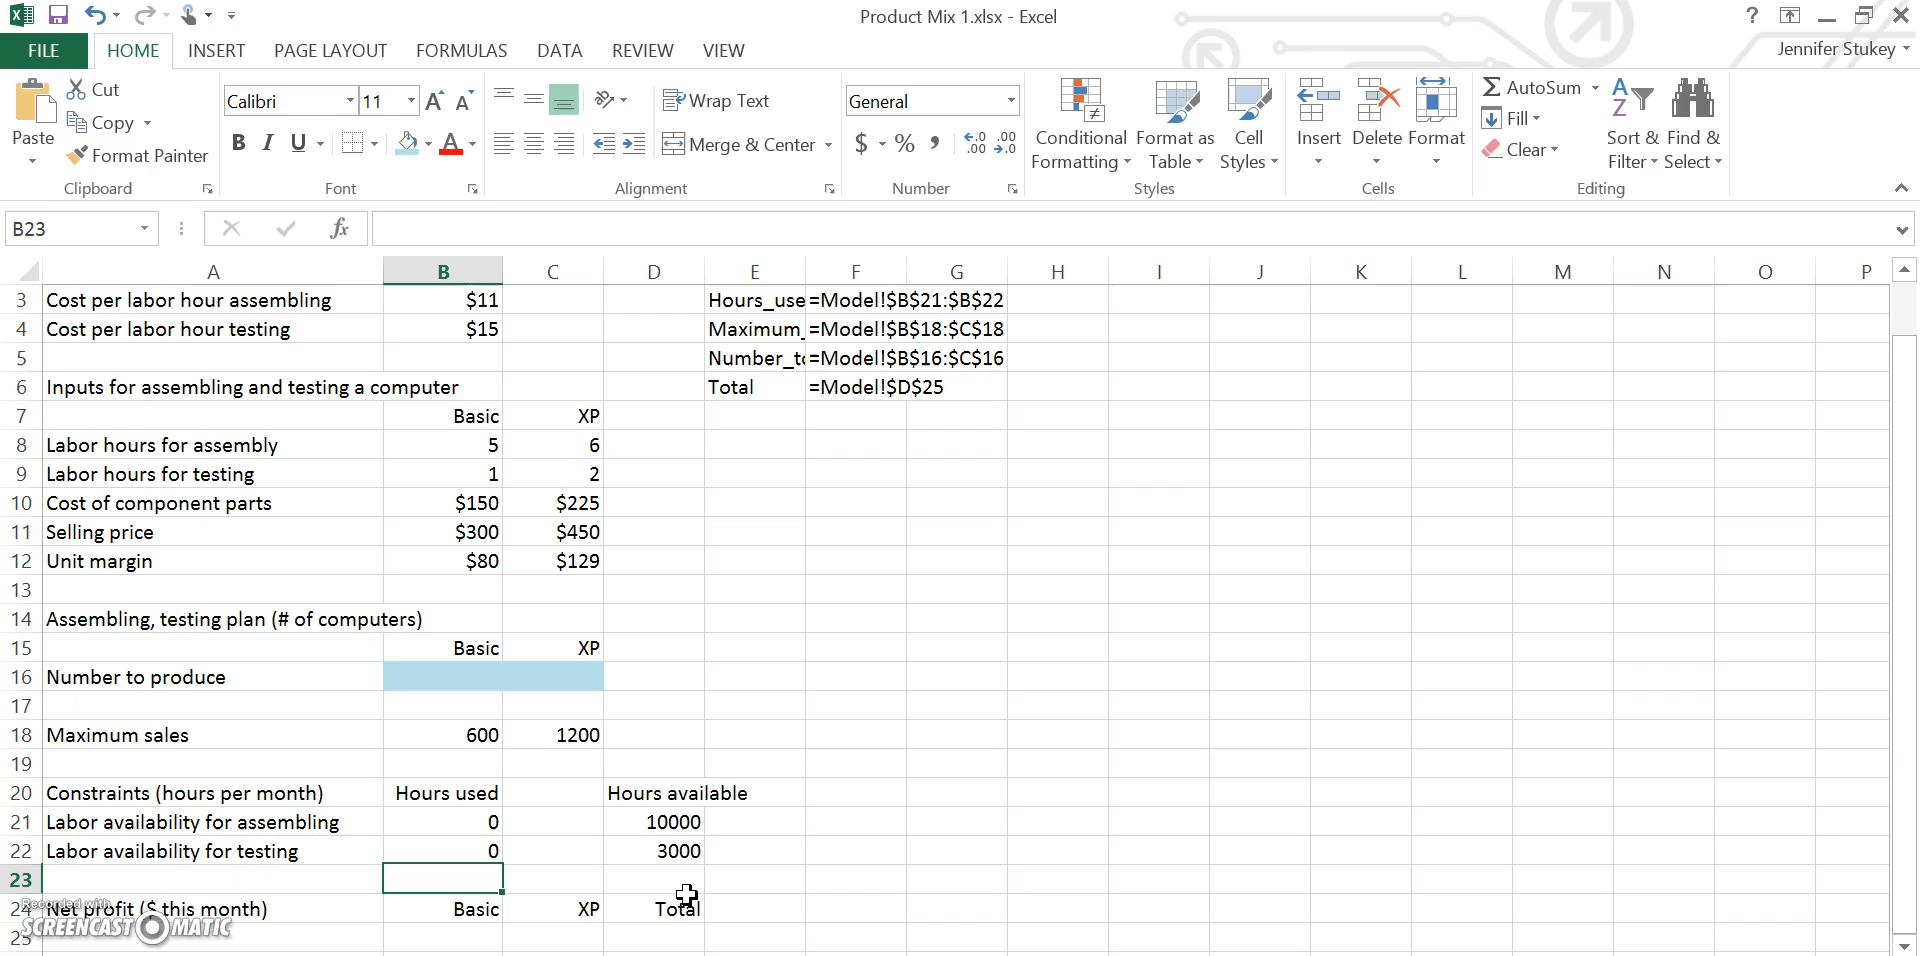 Product Mix 1.xlsx - Excel
?
FILE HOME INSERT PAGE LAYOUT FORMULAS DATA REVIEW VIEW
Jennifer Stukey
Paste
Cut
Copy
Format Painter
Clipboard
Calibri 11
B I U
Font
Wrap Text
Merge & Center
Alignment
General
$ % ,
Number
Conditional Formatting
Format as Table
Cell Styles
Styles
Insert Delete Format
Cells
AutoSum
Fill
Clear
Sort & Filter
Find & Select
Editing
B23 fx
A B C D E F G H I J K L M N O P
3 Cost per labor hour assembling $11 Hours_use =Model!$B$21:$B$22
4 Cost per labor hour testing $15 Maximum_ =Model!$B$18:$C$18
5 Number_to =Model!$B$16:$C$16
6 Inputs for assembling and testing a computer Total =Model!$D$25
7 Basic XP
8 Labor hours for assembly 5 6
9 Labor hours for testing 1 2
10 Cost of component parts $150 $225
11 Selling price $300 $450
12 Unit margin $80 $129
13
14 Assembling, testing plan (# of computers)
15 Basic XP
16 Number to produce
17
18 Maximum sales 600 1200
19
20 Constraints (hours per month) Hours used Hours available
21 Labor availability for assembling 0 10000
22 Labor availability for testing 0 3000
23
24 Net profit ($ this month) Basic XP Total
25
Recorded with
SCREENCAST MATIC